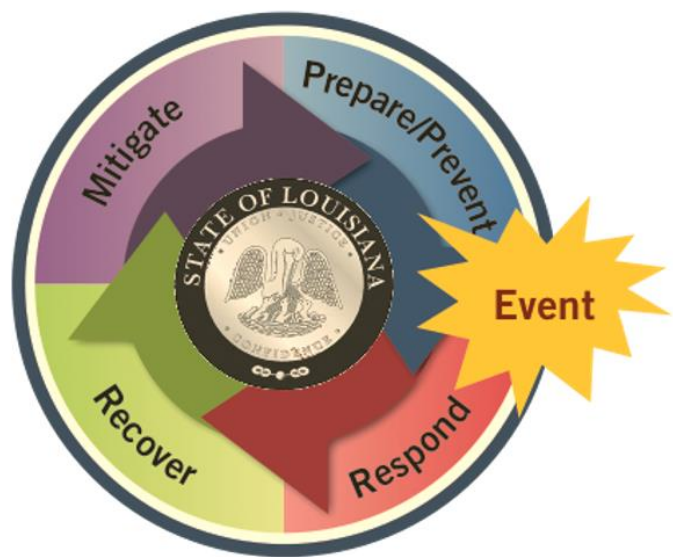 Mitigate
Prepare/Prevent
Event
Respond
Recover
STATE OF LOUISIANA
UNION • JUSTICE
CONFIDENCE